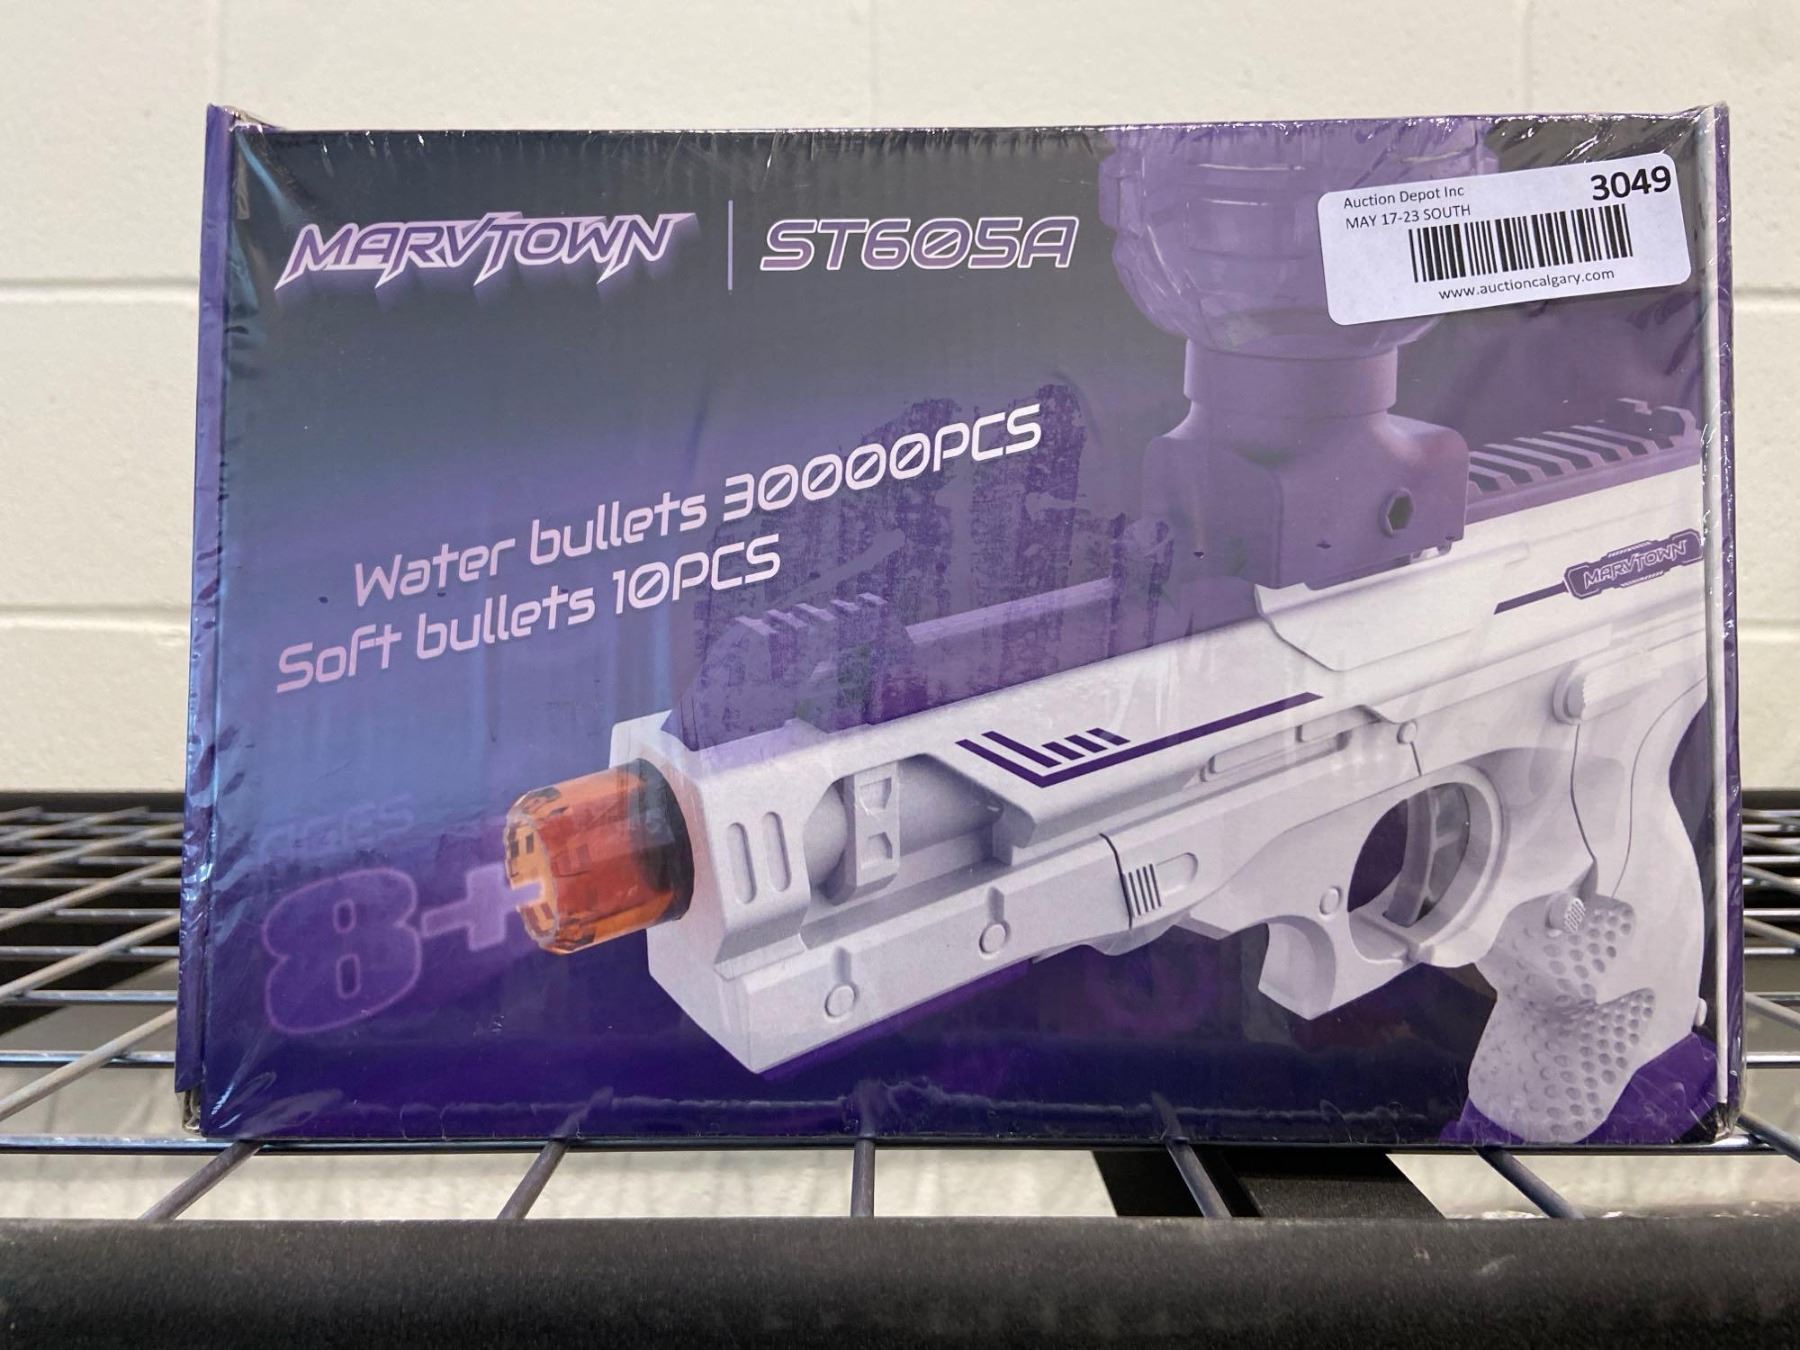 MARVTOWN | ST605A
Auction Depot Inc
3049
MAY 17-23 SOUTH
www.auctioncalgary.com
Water bullets 30000PCS
Soft bullets 10PCS
MARVTOWN
AGES
8+